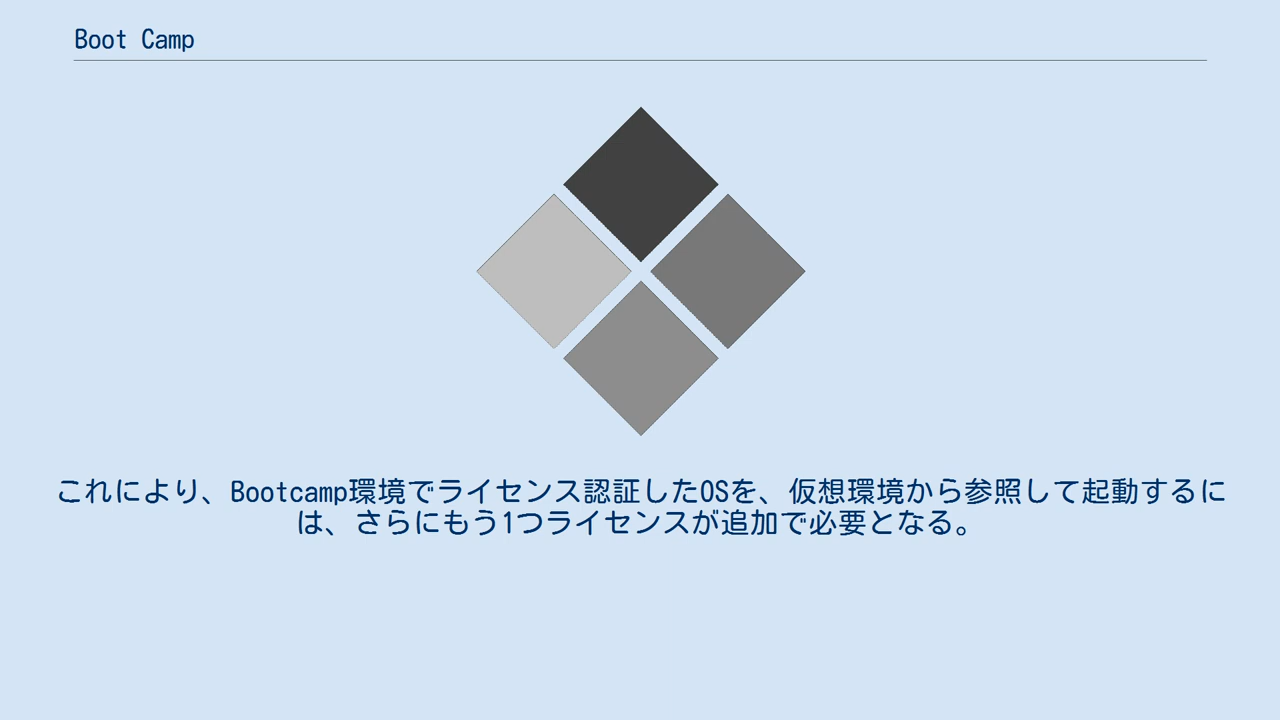 Boot Camp
これにより、Bootcamp環境でライセンス認証したOSを、仮想環境から参照して起動するに
は、さらにもう1つライセンスが追加で必要となる。